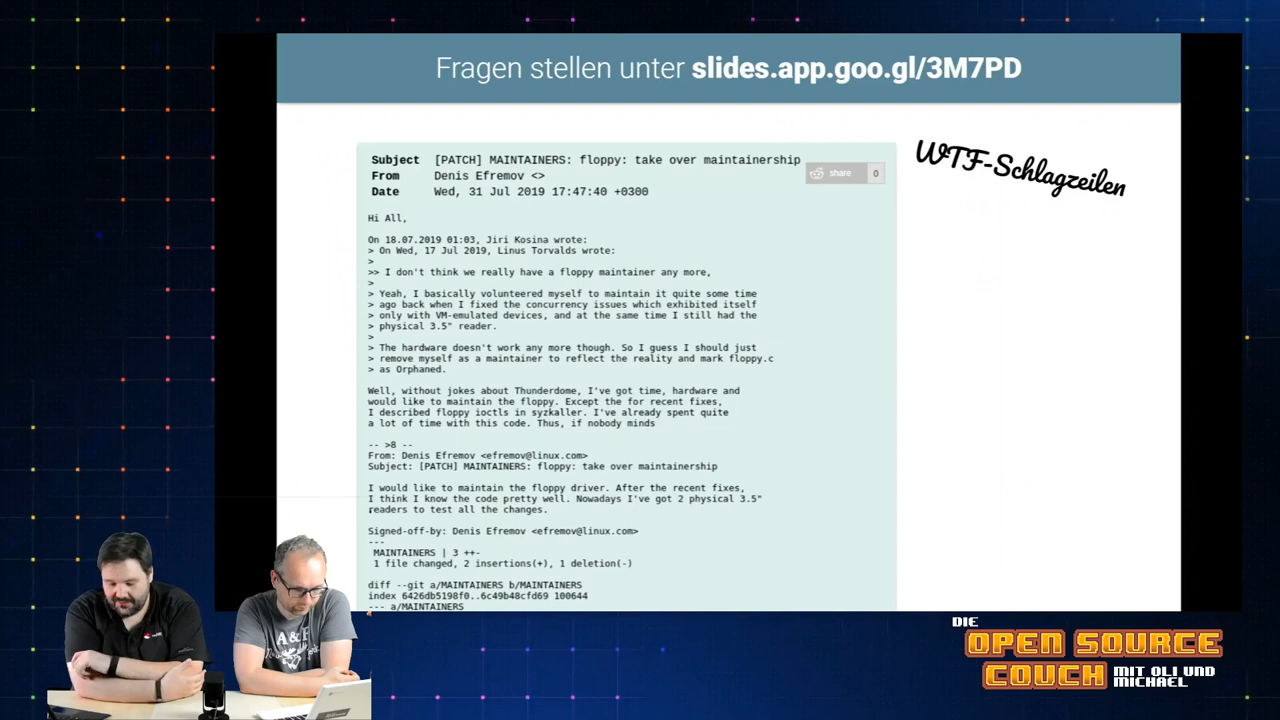 Fragen stellen unter slides.app.goo.gl/3M7PD
WTF-Schlagzeilen
Subject [PATCH] MAINTAINERS: floppy: take over maintainership
From Denis Efremov <>
Date Wed, 31 Jul 2019 17:47:40 +0300
share 0
Hi All,
On 18.07.2019 01:03, Jiri Kosina wrote:
> On Wed, 17 Jul 2019, Linus Torvalds wrote:
>
>> I don't think we really have a floppy maintainer any more,
>
> Yeah, I basically volunteered myself to maintain it quite some time
> ago back when I fixed the concurrency issues which exhibited itself
> only with VM-emulated devices, and at the same time I still had the
> physical 3.5" reader.
>
> The hardware doesn't work any more though. So I guess I should just
> remove myself as a maintainer to reflect the reality and mark floppy.c
> as Orphaned.
Well, without jokes about Thunderdome, I've got time, hardware and
would like to maintain the floppy. Except the for recent fixes,
I described floppy ioctls in syzkaller. I've already spent quite
a lot of time with this code. Thus, if nobody minds
-- >8 --
From: Denis Efremov <efremov@linux.com>
Subject: [PATCH] MAINTAINERS: floppy: take over maintainership
I would like to maintain the floppy driver. After the recent fixes,
I think I know the code pretty well. Nowadays I've got 2 physical 3.5"
readers to test all the changes.
Signed-off-by: Denis Efremov <efremov@linux.com>
---
MAINTAINERS | 3 ++-
1 file changed, 2 insertions(+), 1 deletion(-)
diff --git a/MAINTAINERS b/MAINTAINERS
index 6426db5198f0..6c49b48cfd69 100644
--- a/MAINTAINERS
A & F
DIE
OPEN SOURCE
COUCH MIT OLI UND
MICHAEL